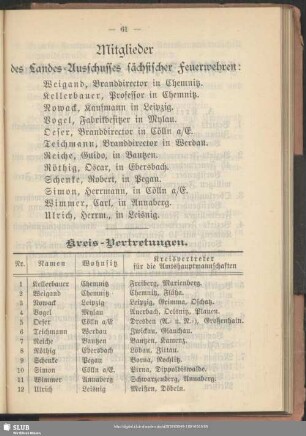 — 61 —
Mitglieder
des Landes-Ausschusses sächsischer Feuerwehren:
Weigand, Branddirector in Chemnitz.
Kellerbauer, Professor in Chemnitz.
Nowack, Kaufmann in Leipzig.
Vogel, Fabrikbesitzer in Mylau.
Oeser, Branddirector in Cölln a/E.
Teichmann, Branddirector in Werdau.
Reiche, Guido, in Bautzen.
Röthig, Oscar, in Ebersbach.
Schenke, Robert, in Pegau.
Simon, Herrmann, in Cölln a/E.
Wimmer, Carl, in Annaberg.
Ulrich, Herrm., in Leisnig.
Kreis-Vertretungen.
Nr. Namen Wohnsitz Kreisvertreter
für die Amtshauptmannschaften
1 Kellerbauer Chemnitz Freiberg, Marienberg.
2 Weigand Chemnitz Chemnitz, Flöha.
3 Nowack Leipzig Leipzig, Grimma, Oschatz.
4 Vogel Mylau Auerbach, Oelsnitz, Plauen.
5 Oeser Cölln a/E Dresden (R. u. N.), Großenhain.
6 Teichmann Werdau Zwickau, Glauchau.
7 Reiche Bautzen Bautzen, Kamenz.
8 Röthig Ebersbach Löbau, Zittau.
9 Schenke Pegau Borna, Rochlitz.
10 Simon Cölln a/E Pirna, Dippoldiswalde.
11 Wimmer Annaberg Schwarzenberg, Annaberg.
12 Ulrich Leisnig Meißen, Döbeln.